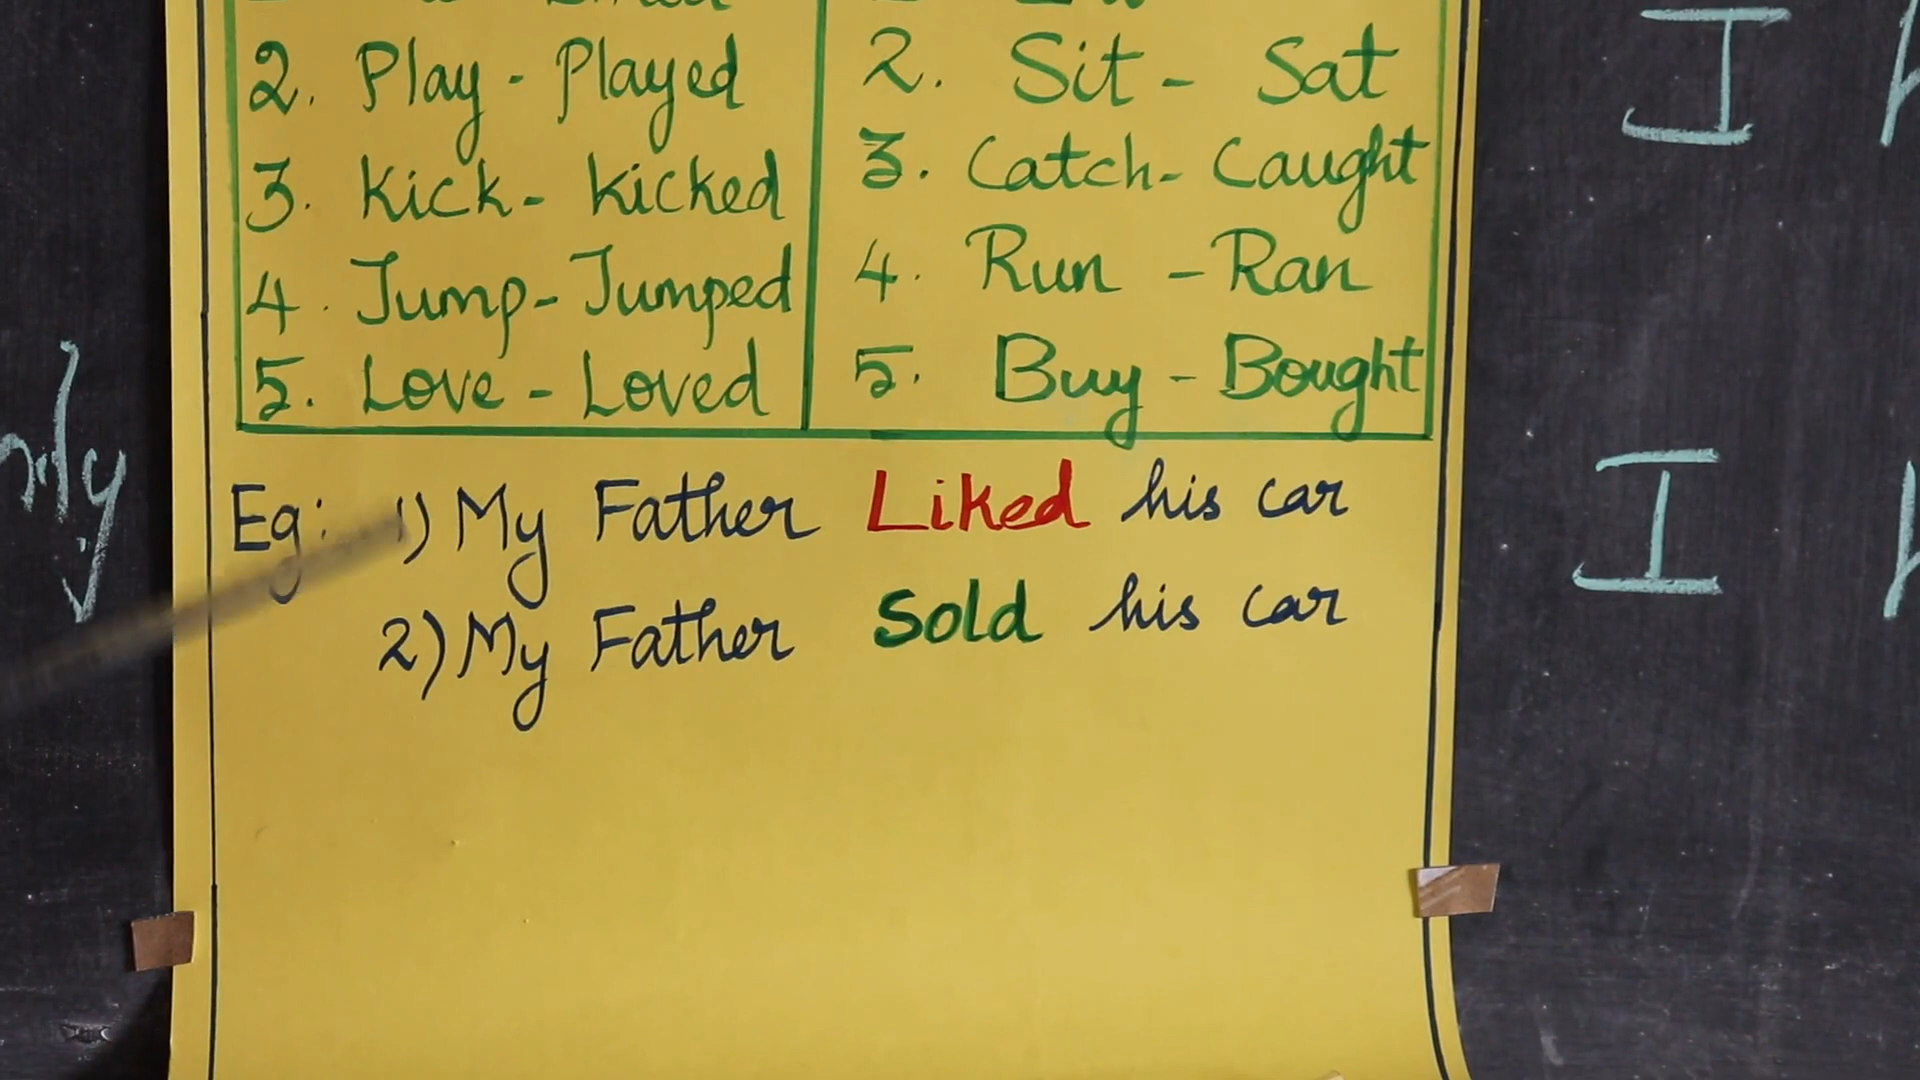 2. Play - Played
3. Kick - Kicked
4. Jump - Jumped
5. Love - Loved
2. Sit - Sat
3. Catch - Caught
4. Run - Ran
5. Buy - Bought
Eg: 1) My Father Liked his car
2) My Father Sold his car
I
I